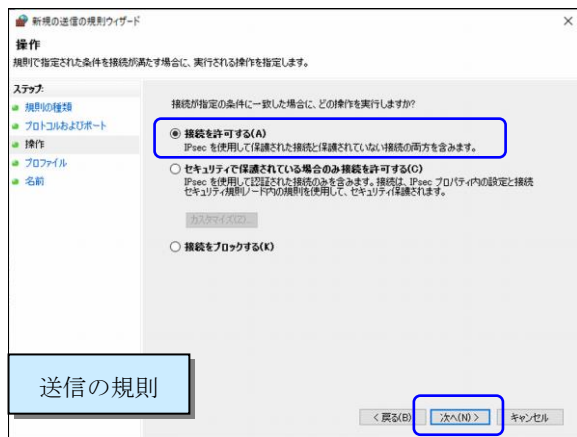 新規の送信の規則ウィザード
操作
規則で指定された条件を接続が満たす場合に、実行される操作を指定します。
ステップ:
規則の種類
プロトコルおよびポート
操作
プロファイル
名前
接続が指定の条件に一致した場合に、どの操作を実行しますか?
接続を許可する(A)
IPsec を使用して保護された接続と保護されていない接続の両方を含みます。
セキュリティで保護されている場合のみ接続を許可する(C)
IPsec を使用して認証された接続のみを含みます。接続は、IPsec プロパティ内の設定と接続
セキュリティ規則ノード内の規則を使用して、セキュリティ保護されます。
カスタマイズ(Z)...
接続をブロックする(K)
送信の規則
< 戻る(B)
次へ(N) >
キャンセル